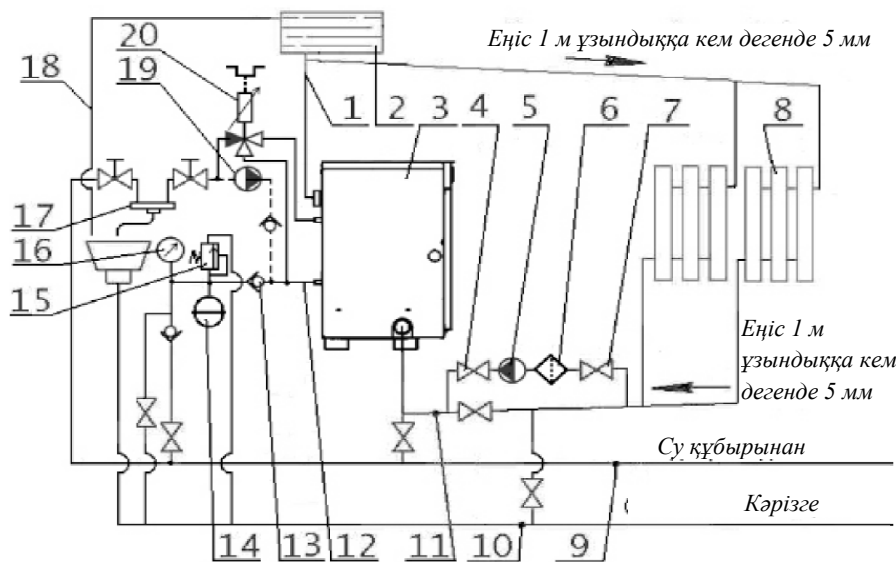 Еңіс 1 м ұзындыққа кем дегенде 5 мм
20
19
18
1 2 3 4 5 6 7 8
17
16
15
Еңіс 1 м
ұзындыққа кем
дегенде 5 мм
Су құбырынан
Кәрізге
14 13 12 11 10 9